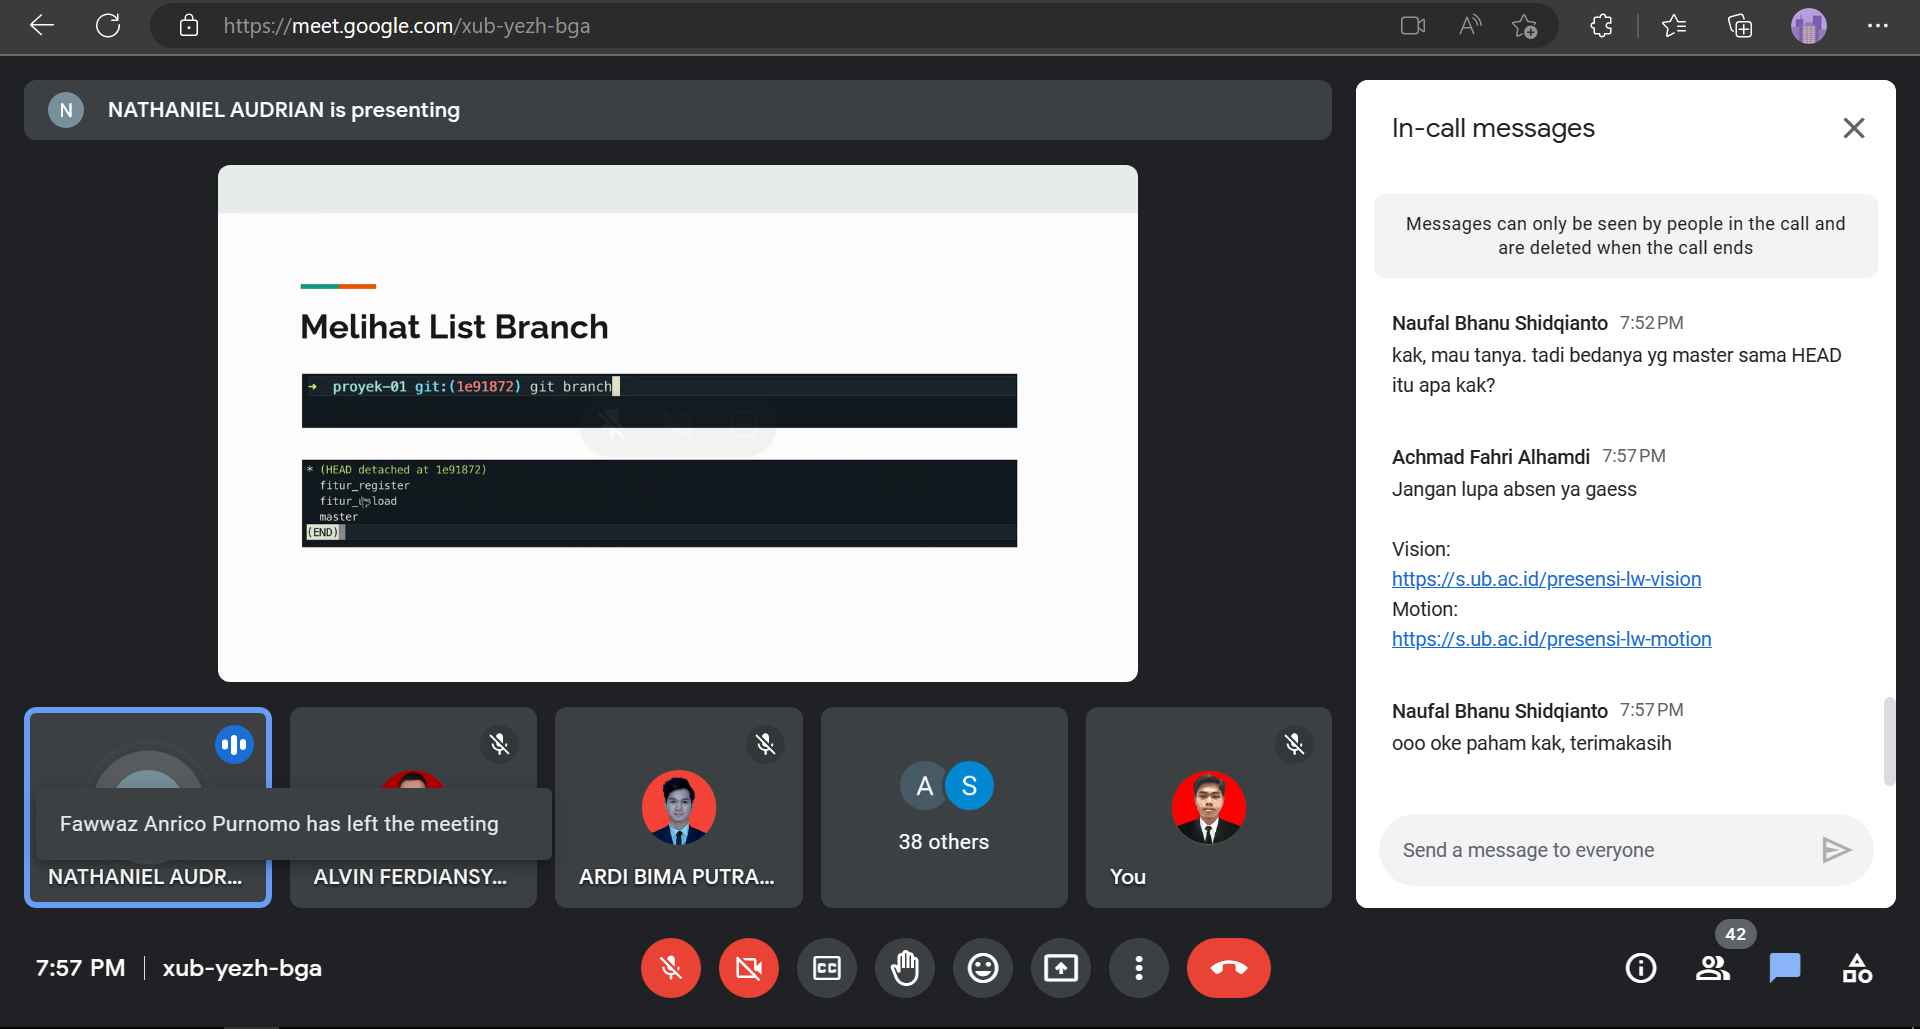 https://meet.google.com/xub-yezh-bga
N
NATHANIEL AUDRIAN is presenting
Melihat List Branch
➜ proyek-01 git:(1e91872) git branch
* (HEAD detached at 1e91872)
fitur_register
fitur_upload
master
(END)
In-call messages
Messages can only be seen by people in the call and
are deleted when the call ends
Naufal Bhanu Shidqianto 7:52 PM
kak, mau tanya. tadi bedanya yg master sama HEAD
itu apa kak?
Achmad Fahri Alhamdi 7:57 PM
Jangan lupa absen ya gaess
Vision:
https://s.ub.ac.id/presensi-lw-vision
Motion:
https://s.ub.ac.id/presensi-lw-motion
Naufal Bhanu Shidqianto 7:57 PM
ooo oke paham kak, terimakasih
Send a message to everyone
Fawwaz Anrico Purnomo has left the meeting
NATHANIEL AUDR...
ALVIN FERDIANSY...
ARDI BIMA PUTRA...
A S
38 others
You
7:57 PM
xub-yezh-bga
CC
42